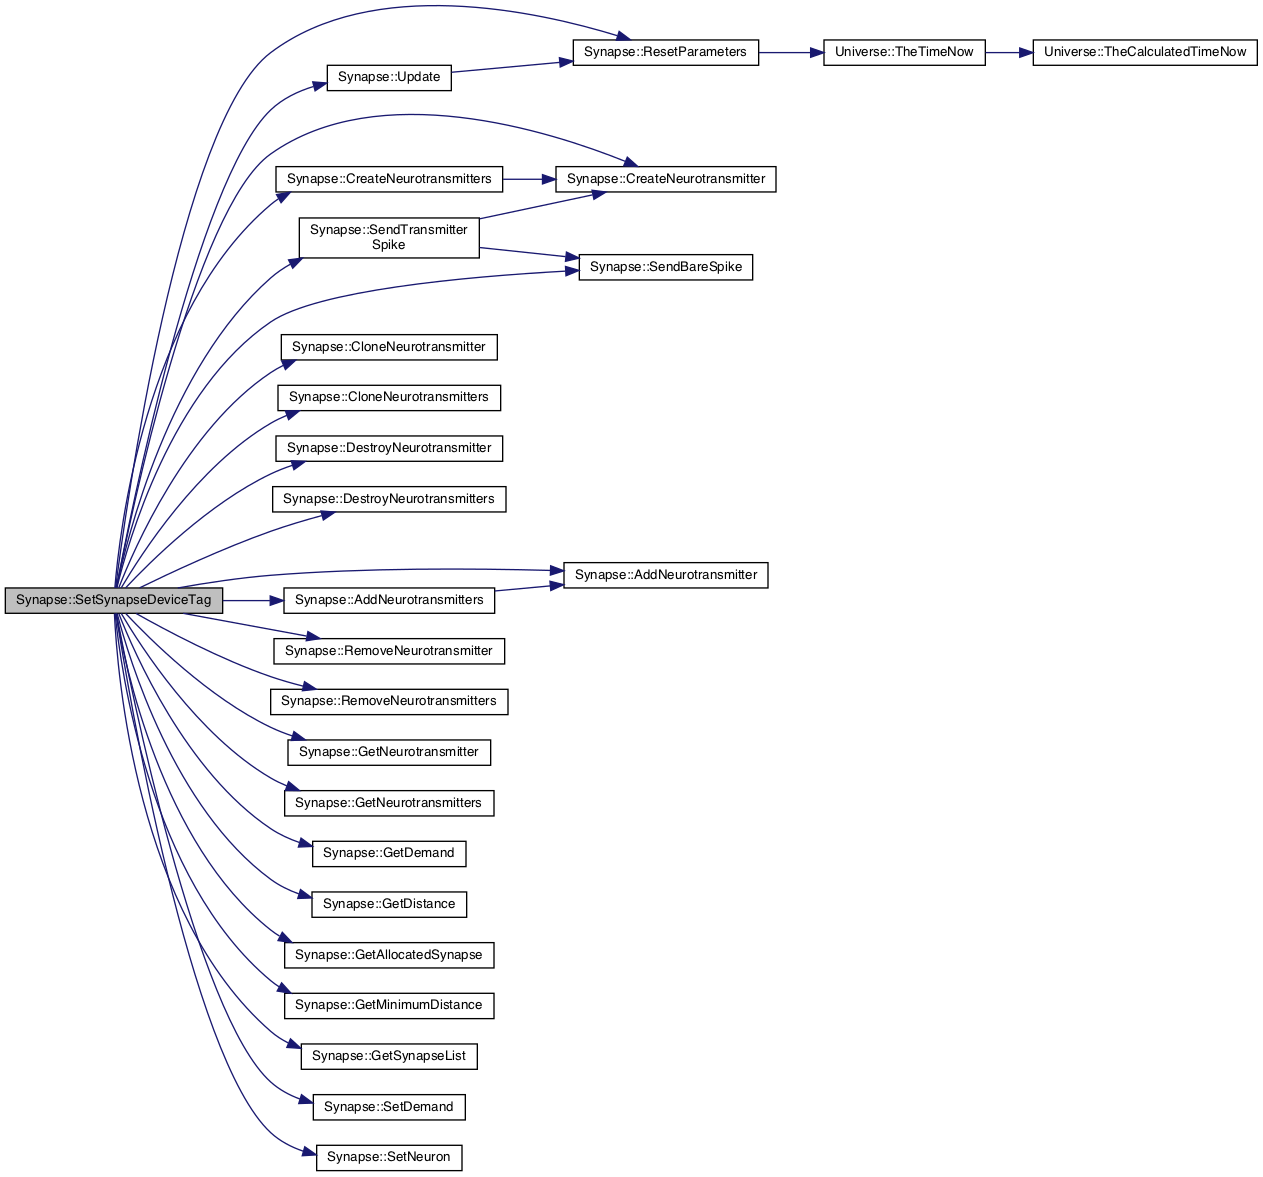 Synapse::ResetParameters
Universe::TheTimeNow
Universe::TheCalculatedTimeNow
Synapse::Update
Synapse::CreateNeurotransmitters
Synapse::CreateNeurotransmitter
Synapse::SendTransmitter
Spike
Synapse::SendBareSpike
Synapse::CloneNeurotransmitter
Synapse::CloneNeurotransmitters
Synapse::DestroyNeurotransmitter
Synapse::DestroyNeurotransmitters
Synapse::AddNeurotransmitter
Synapse::SetSynapseDeviceTag
Synapse::AddNeurotransmitters
Synapse::RemoveNeurotransmitter
Synapse::RemoveNeurotransmitters
Synapse::GetNeurotransmitter
Synapse::GetNeurotransmitters
Synapse::GetDemand
Synapse::GetDistance
Synapse::GetAllocatedSynapse
Synapse::GetMinimumDistance
Synapse::GetSynapseList
Synapse::SetDemand
Synapse::SetNeuron